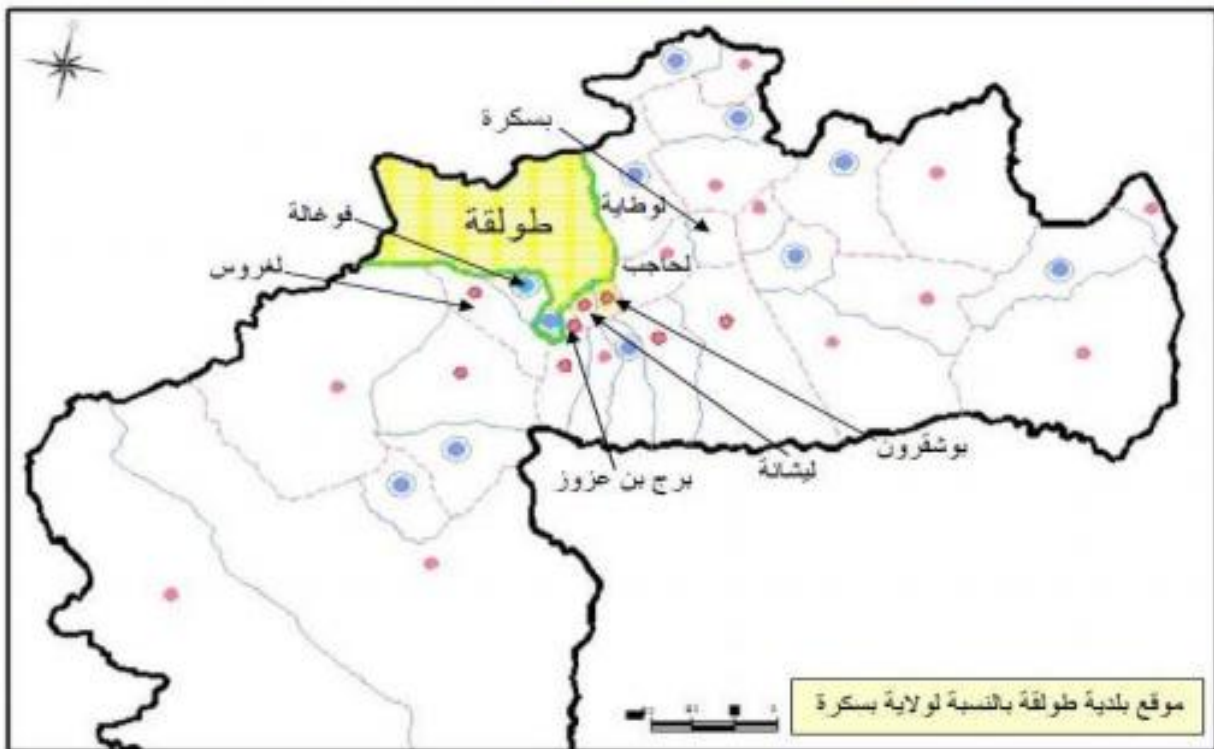 بسكرة
فوغالة
طولقة
لوطاية
لغروس
لحاجب
بوشقرون
ليشانة
برج بن عزوز
موقع بلدية طولقة بالنسبة لولاية بسكرة